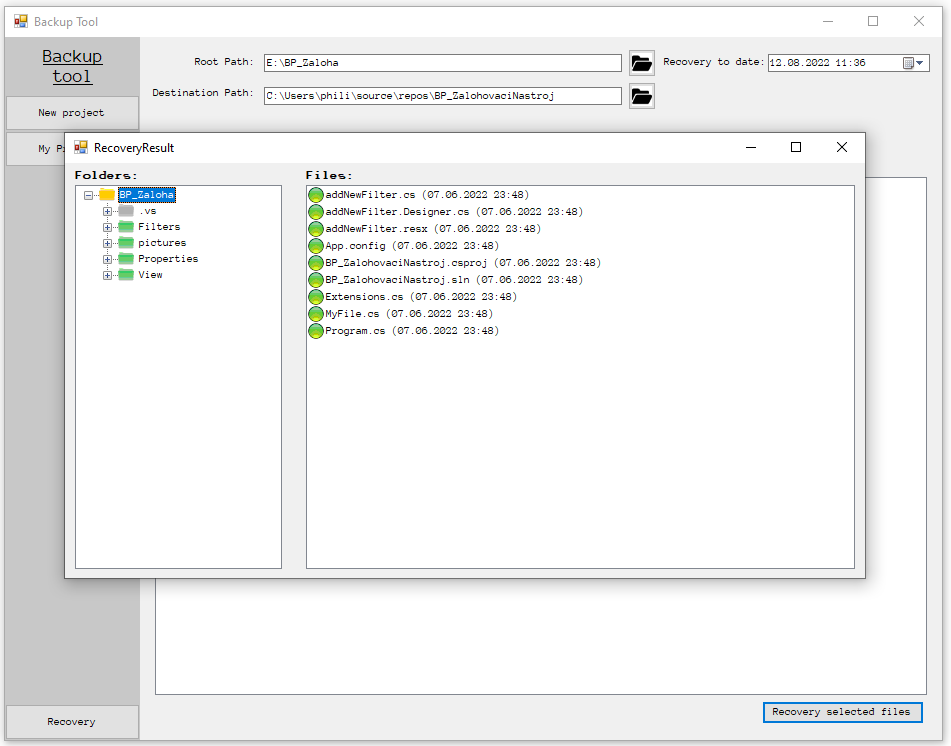 Backup Tool
Backup
tool
Root Path:
E:\BP_Zaloha
Recovery to date:
12.08.2022 11:36
Destination Path:
C:\Users\phili\source\repos\BP_ZalohovaciNastroj
New project
My
RecoveryResult
Folders:
BP_Zaloha
.vs
Filters
pictures
Properties
View
Files:
addNewFilter.cs (07.06.2022 23:48)
addNewFilter.Designer.cs (07.06.2022 23:48)
addNewFilter.resx (07.06.2022 23:48)
App.config (07.06.2022 23:48)
BP_ZalohovaciNastroj.csproj (07.06.2022 23:48)
BP_ZalohovaciNastroj.sln (07.06.2022 23:48)
Extensions.cs (07.06.2022 23:48)
MyFile.cs (07.06.2022 23:48)
Program.cs (07.06.2022 23:48)
Recovery selected files
Recovery